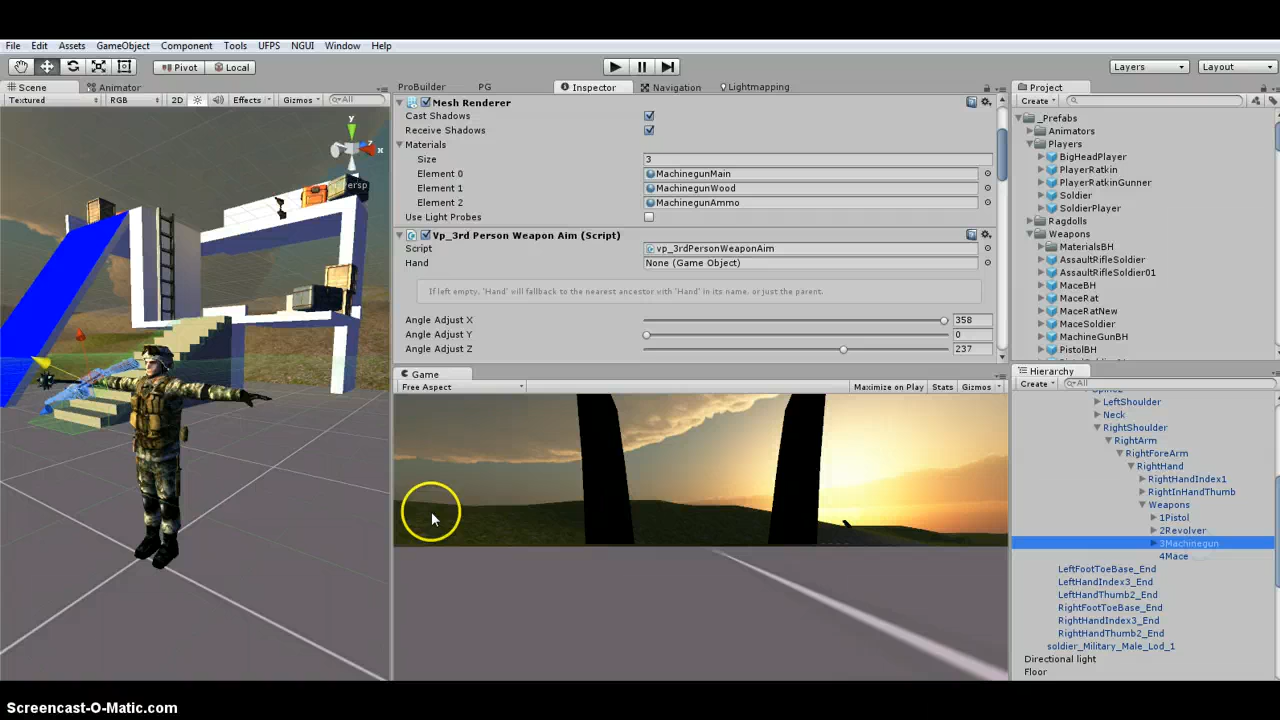 File Edit Assets GameObject Component Tools UFPS NGUI Window Help
Pivot Local Layers Layout
Scene Animator
Textured RGB 2D Effects Gizmos All
y
x
Persp
ProBuilder PG Inspector Navigation Lightmapping
Mesh Renderer
Cast Shadows
Receive Shadows
Materials
Size 3
Element 0 MachinegunMain
Element 1 MachinegunWood
Element 2 MachinegunAmmo
Use Light Probes
Vp_3rd Person Weapon Aim (Script)
Script vp_3rdPersonWeaponAim
Hand None (Game Object)
If left empty, 'Hand' will fallback to the nearest ancestor with 'Hand' in its name, or just the parent.
Angle Adjust X 358
Angle Adjust Y 0
Angle Adjust Z 237
Game
Free Aspect Maximize on Play Stats Gizmos
Project
Create
_Prefabs
Animators
Players
BigHeadPlayer
PlayerRatkin
PlayerRatkinGunner
Soldier
SoldierPlayer
Ragdolls
Weapons
MaterialsBH
AssaultRifleSoldier
AssaultRifleSoldier01
MaceBH
MaceRat
MaceRatNew
MaceSoldier
MachineGunBH
PistolBH
Hierarchy
Create All
LeftShoulder
Neck
RightShoulder
RightArm
RightForeArm
RightHand
RightHandIndex1
RightInHandThumb
Weapons
1Pistol
2Revolver
3Machinegun
4Mace
LeftFootToeBase_End
LeftHandIndex3_End
LeftHandThumb2_End
RightFootToeBase_End
RightHandIndex3_End
RightHandThumb2_End
soldier_Military_Male_Lod_1
Directional light
Floor
Screencast-O-Matic.com